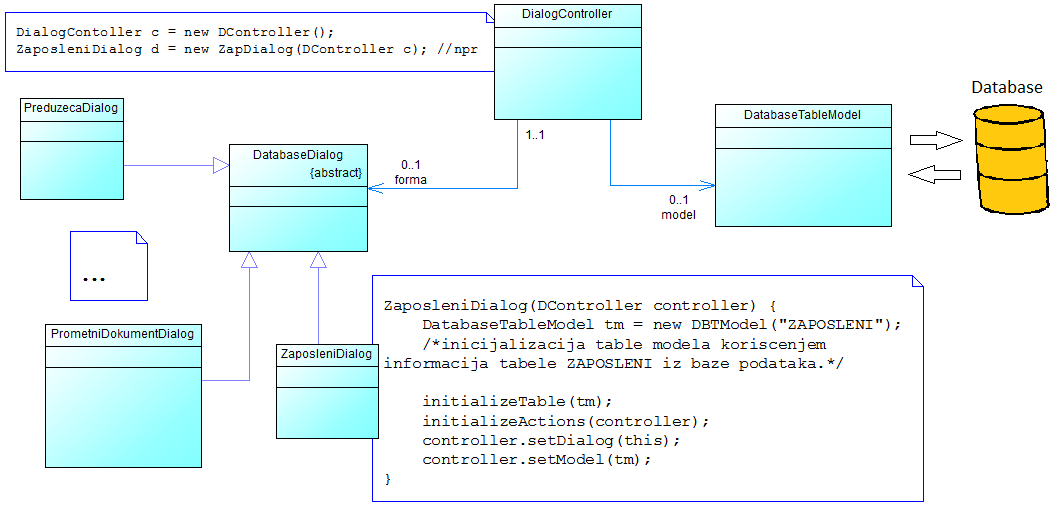 DialogContoller c = new DController();
ZaposleniDialog d = new ZapDialog(DController c); //npr
DialogController
Database
PreduzecaDialog
DatabaseTableModel
1..1
DatabaseDialog
{abstract}
0..1
forma
0..1
model
...
ZaposleniDialog(DController controller) {
DatabaseTableModel tm = new DBTModel("ZAPOSLENI");
/*inicijalizacija table modela koriscenjem
informacija tabele ZAPOSLENI iz baze podataka.*/
initializeTable(tm);
initializeActions(controller);
controller.setDialog(this);
controller.setModel(tm);
}
PrometniDokumentDialog
ZaposleniDialog